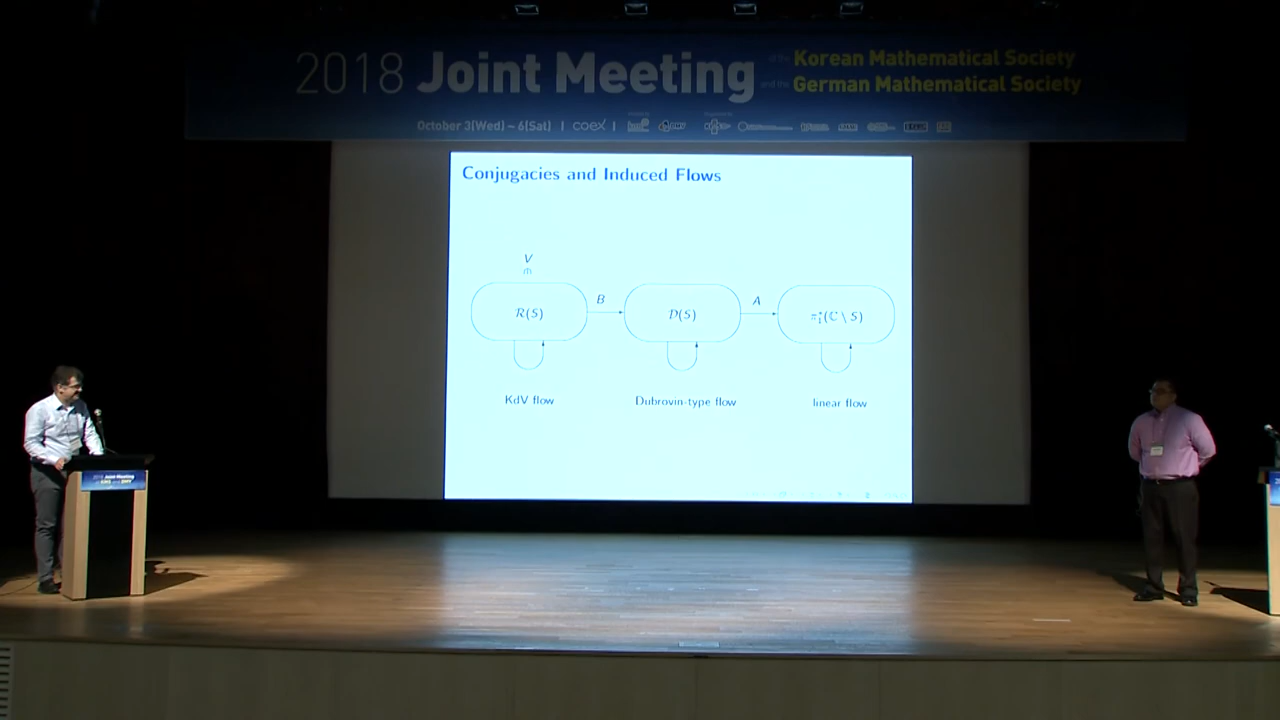 2018 Joint Meeting of the Korean Mathematical Society
and the German Mathematical Society
October 3(Wed) ~ 6(Sat) | coex |
Conjugacies and Induced Flows
V
B
A
R(S)
D(S)
π₁*(ℂ \ S)
KdV flow
Dubrovin-type flow
linear flow